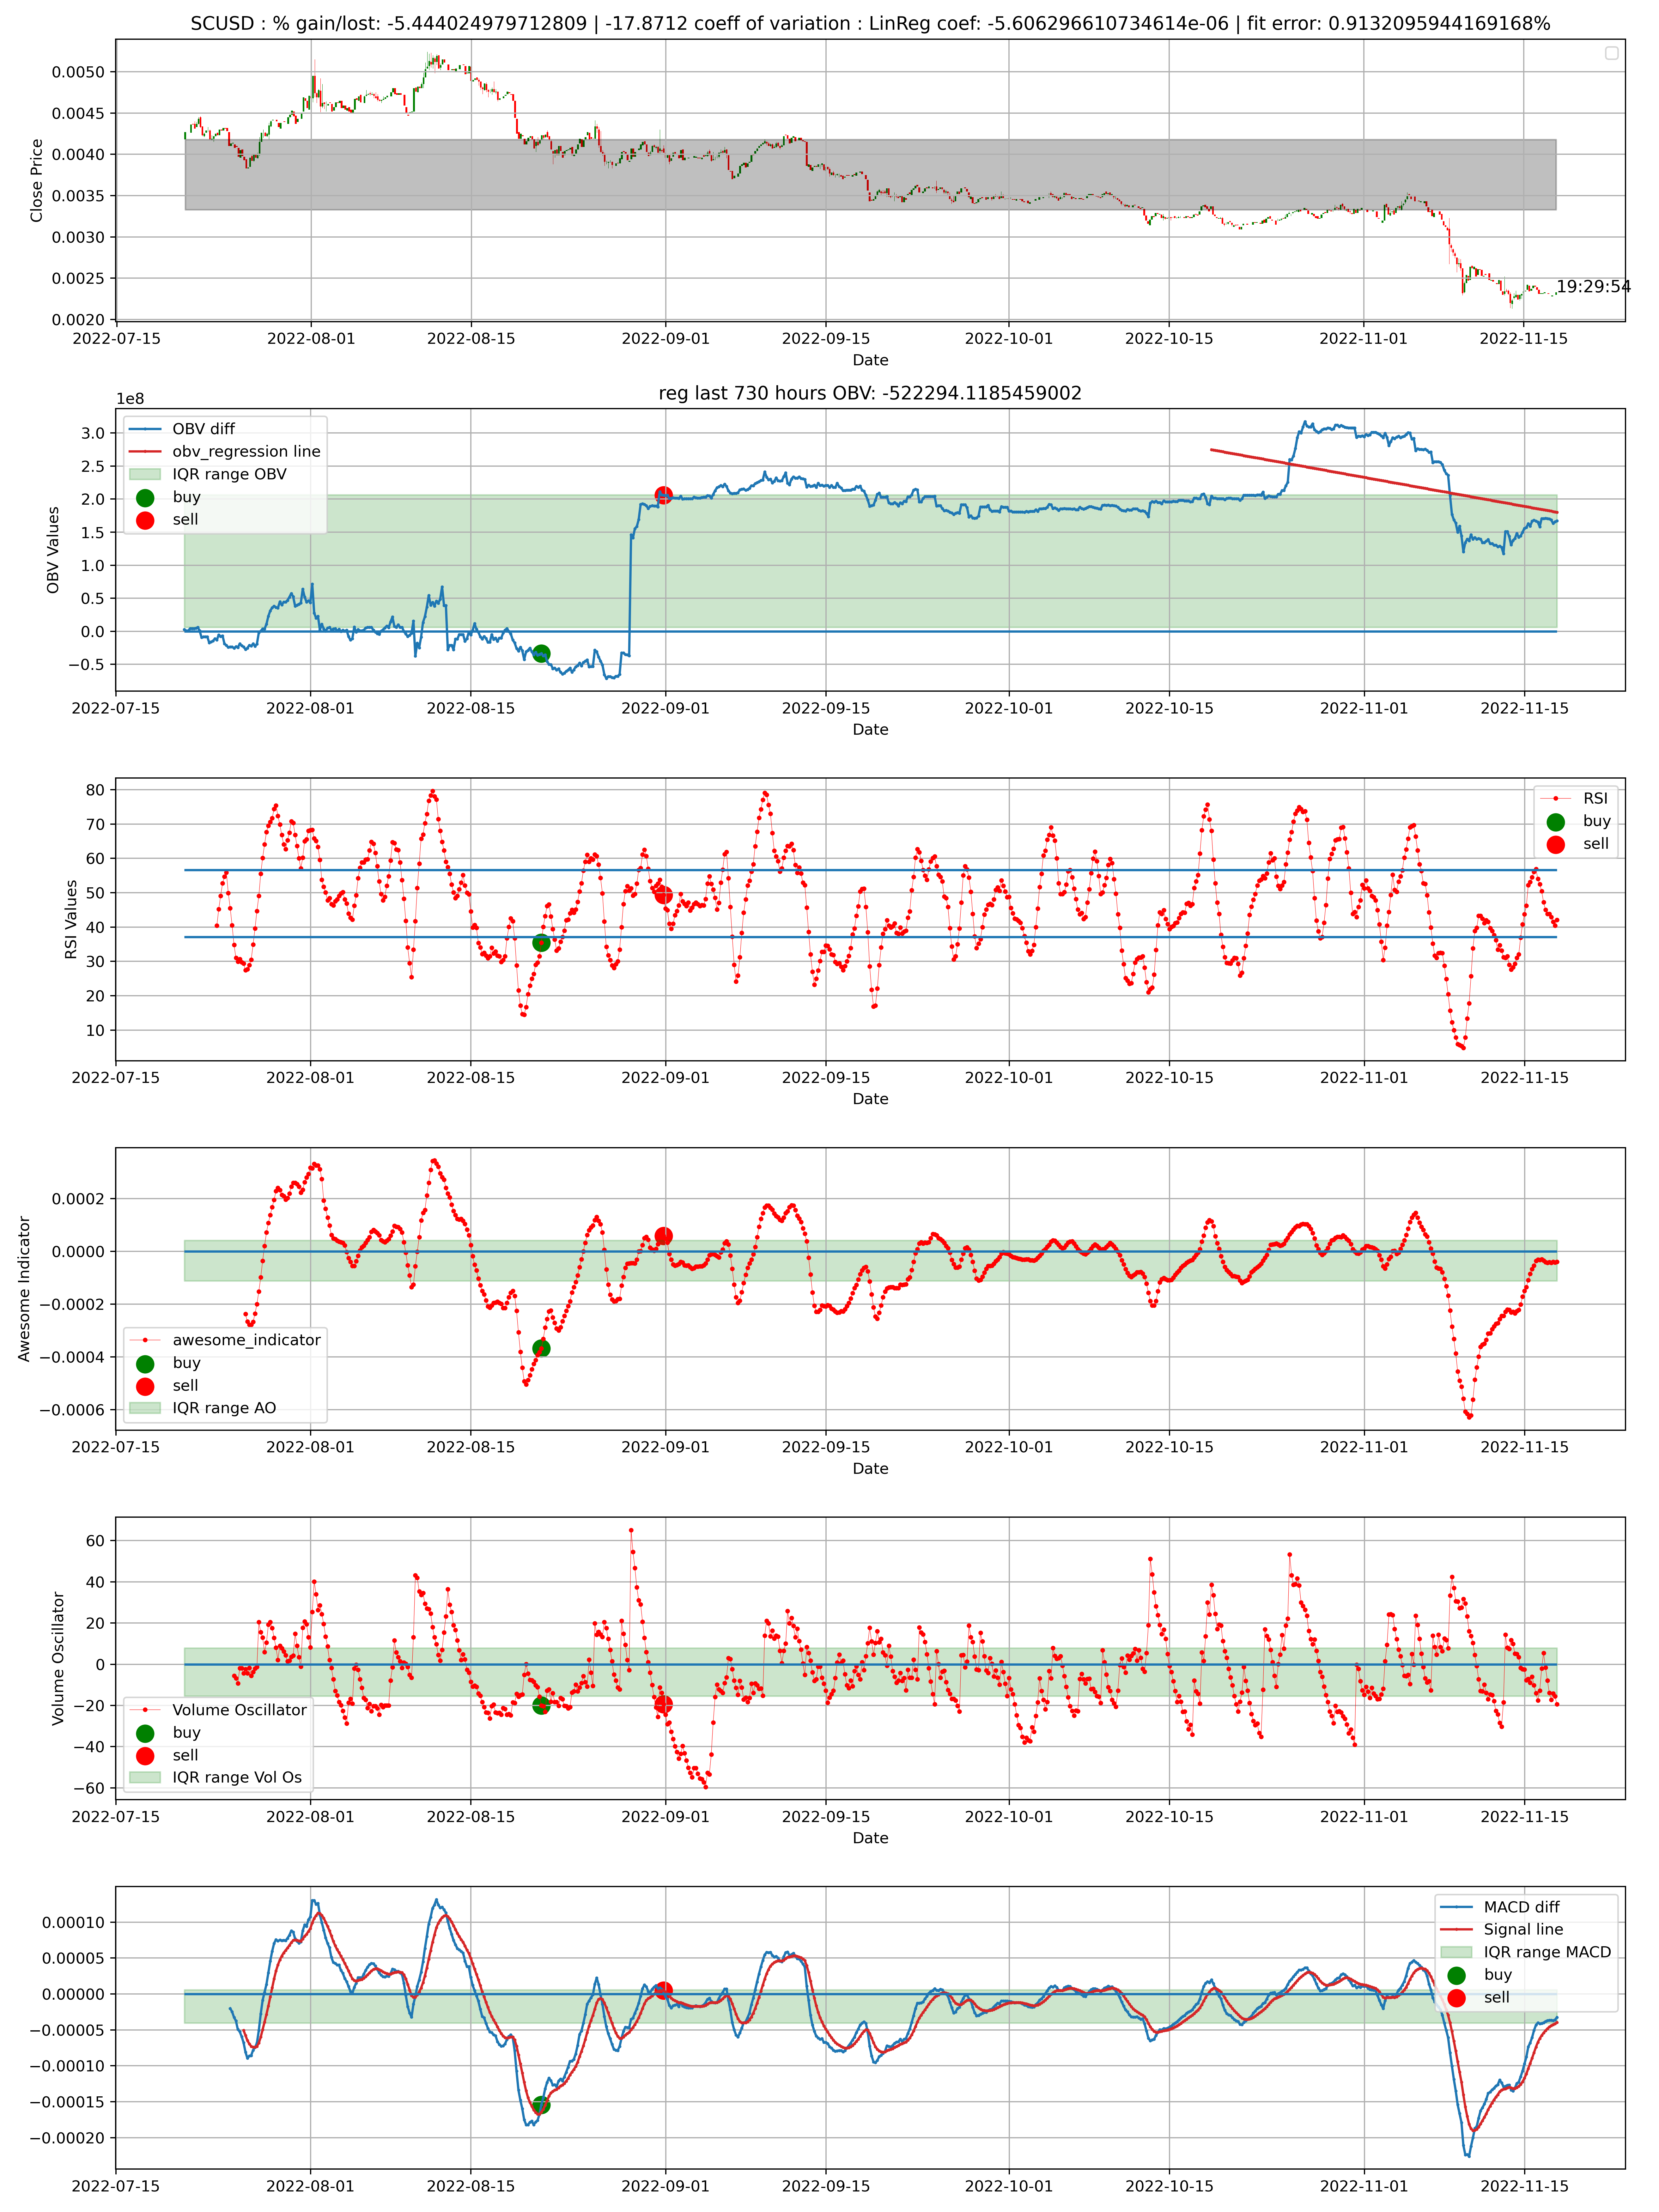 SCUSD : % gain/lost: -5.444024979712809 | -17.8712 coeff of variation : LinReg coef: -5.606296610734614e-06 | fit error: 0.9132095944169168%
0.0050
0.0045
0.0040
0.0035
0.0030
0.0025
0.0020
Close Price
19:29:54
2022-07-15 2022-08-01 2022-08-15 2022-09-01 2022-09-15 2022-10-01 2022-10-15 2022-11-01 2022-11-15
Date
reg last 730 hours OBV: -522294.1185459002
1e8
3.0
2.5
2.0
1.5
1.0
0.5
0.0
−0.5
OBV Values
OBV diff
obv_regression line
IQR range OBV
buy
sell
2022-07-15 2022-08-01 2022-08-15 2022-09-01 2022-09-15 2022-10-01 2022-10-15 2022-11-01 2022-11-15
Date
80
70
60
50
40
30
20
10
RSI Values
RSI
buy
sell
2022-07-15 2022-08-01 2022-08-15 2022-09-01 2022-09-15 2022-10-01 2022-10-15 2022-11-01 2022-11-15
Date
0.0002
0.0000
−0.0002
−0.0004
−0.0006
Awesome Indicator
awesome_indicator
buy
sell
IQR range AO
2022-07-15 2022-08-01 2022-08-15 2022-09-01 2022-09-15 2022-10-01 2022-10-15 2022-11-01 2022-11-15
Date
60
40
20
0
−20
−40
−60
Volume Oscillator
Volume Oscillator
buy
sell
IQR range Vol Os
2022-07-15 2022-08-01 2022-08-15 2022-09-01 2022-09-15 2022-10-01 2022-10-15 2022-11-01 2022-11-15
Date
0.00010
0.00005
0.00000
−0.00005
−0.00010
−0.00015
−0.00020
MACD diff
Signal line
IQR range MACD
buy
sell
2022-07-15 2022-08-01 2022-08-15 2022-09-01 2022-09-15 2022-10-01 2022-10-15 2022-11-01 2022-11-15